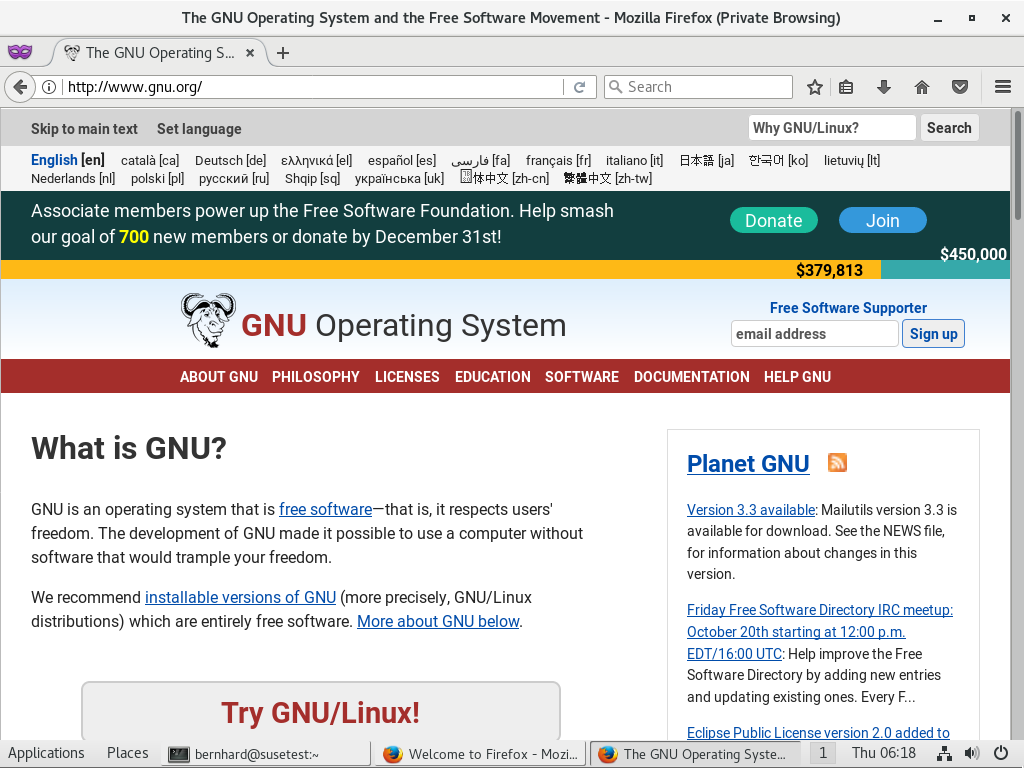 The GNU Operating System and the Free Software Movement - Mozilla Firefox (Private Browsing)
The GNU Operating S...
http://www.gnu.org/
Search
Skip to main text Set language
Why GNU/Linux? Search
English [en] català [ca] Deutsch [de] ελληνικά [el] español [es] فارسی [fa] français [fr] italiano [it] 日本語 [ja] 한국어 [ko] lietuvių [lt]
Nederlands [nl] polski [pl] русский [ru] Shqip [sq] українська [uk] 体中文 [zh-cn] 繁體中文 [zh-tw]
Associate members power up the Free Software Foundation. Help smash
our goal of 700 new members or donate by December 31st!
Donate Join
$450,000
$379,813
GNU Operating System
Free Software Supporter
email address Sign up
ABOUT GNU PHILOSOPHY LICENSES EDUCATION SOFTWARE DOCUMENTATION HELP GNU
What is GNU?
GNU is an operating system that is free software—that is, it respects users'
freedom. The development of GNU made it possible to use a computer without
software that would trample your freedom.
We recommend installable versions of GNU (more precisely, GNU/Linux
distributions) which are entirely free software. More about GNU below.
Try GNU/Linux!
Planet GNU
Version 3.3 available: Mailutils version 3.3 is
available for download. See the NEWS file,
for information about changes in this
version.
Friday Free Software Directory IRC meetup:
October 20th starting at 12:00 p.m.
EDT/16:00 UTC: Help improve the Free
Software Directory by adding new entries
and updating existing ones. Every F...
Eclipse Public License version 2.0 added to
Applications Places bernhard@susetest:~ Welcome to Firefox - Mozi... The GNU Operating Syste... 1 Thu 06:18